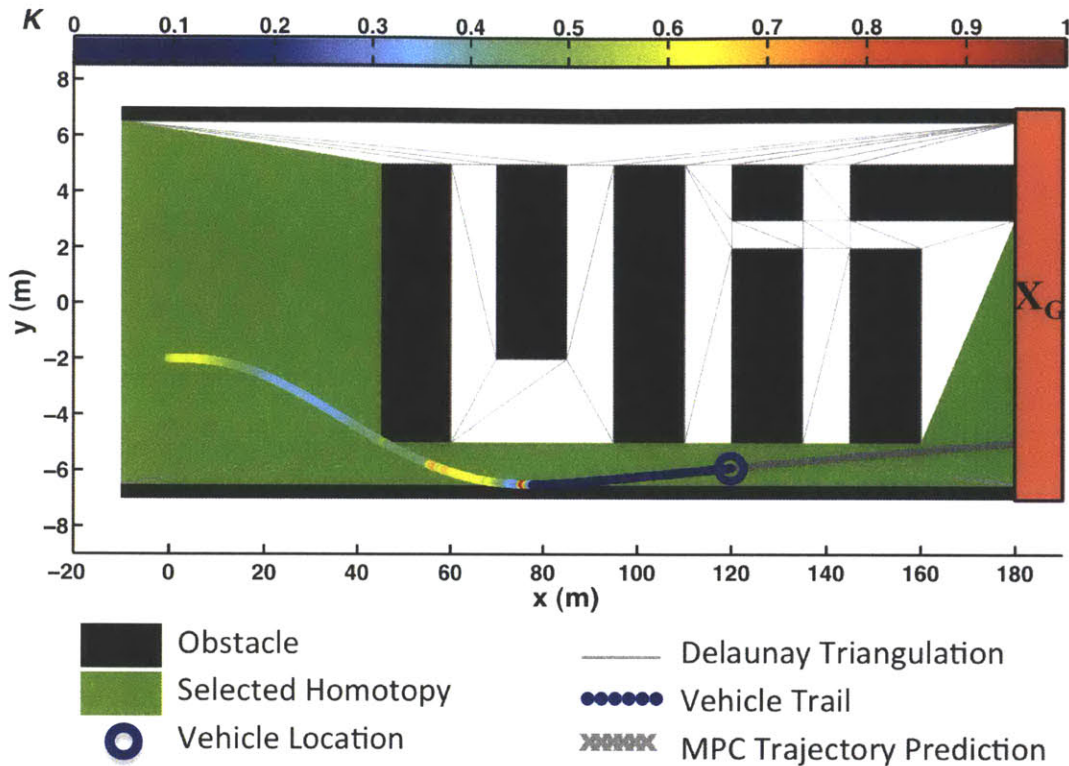 K
0 0.1 0.2 0.3 0.4 0.5 0.6 0.7 0.8 0.9 1
8
6
4
2
0
−2
−4
−6
−8
y (m)
X_G
−20 0 20 40 60 80 100 120 140 160 180
x (m)
Obstacle
Selected Homotopy
Vehicle Location
Delaunay Triangulation
Vehicle Trail
MPC Trajectory Prediction